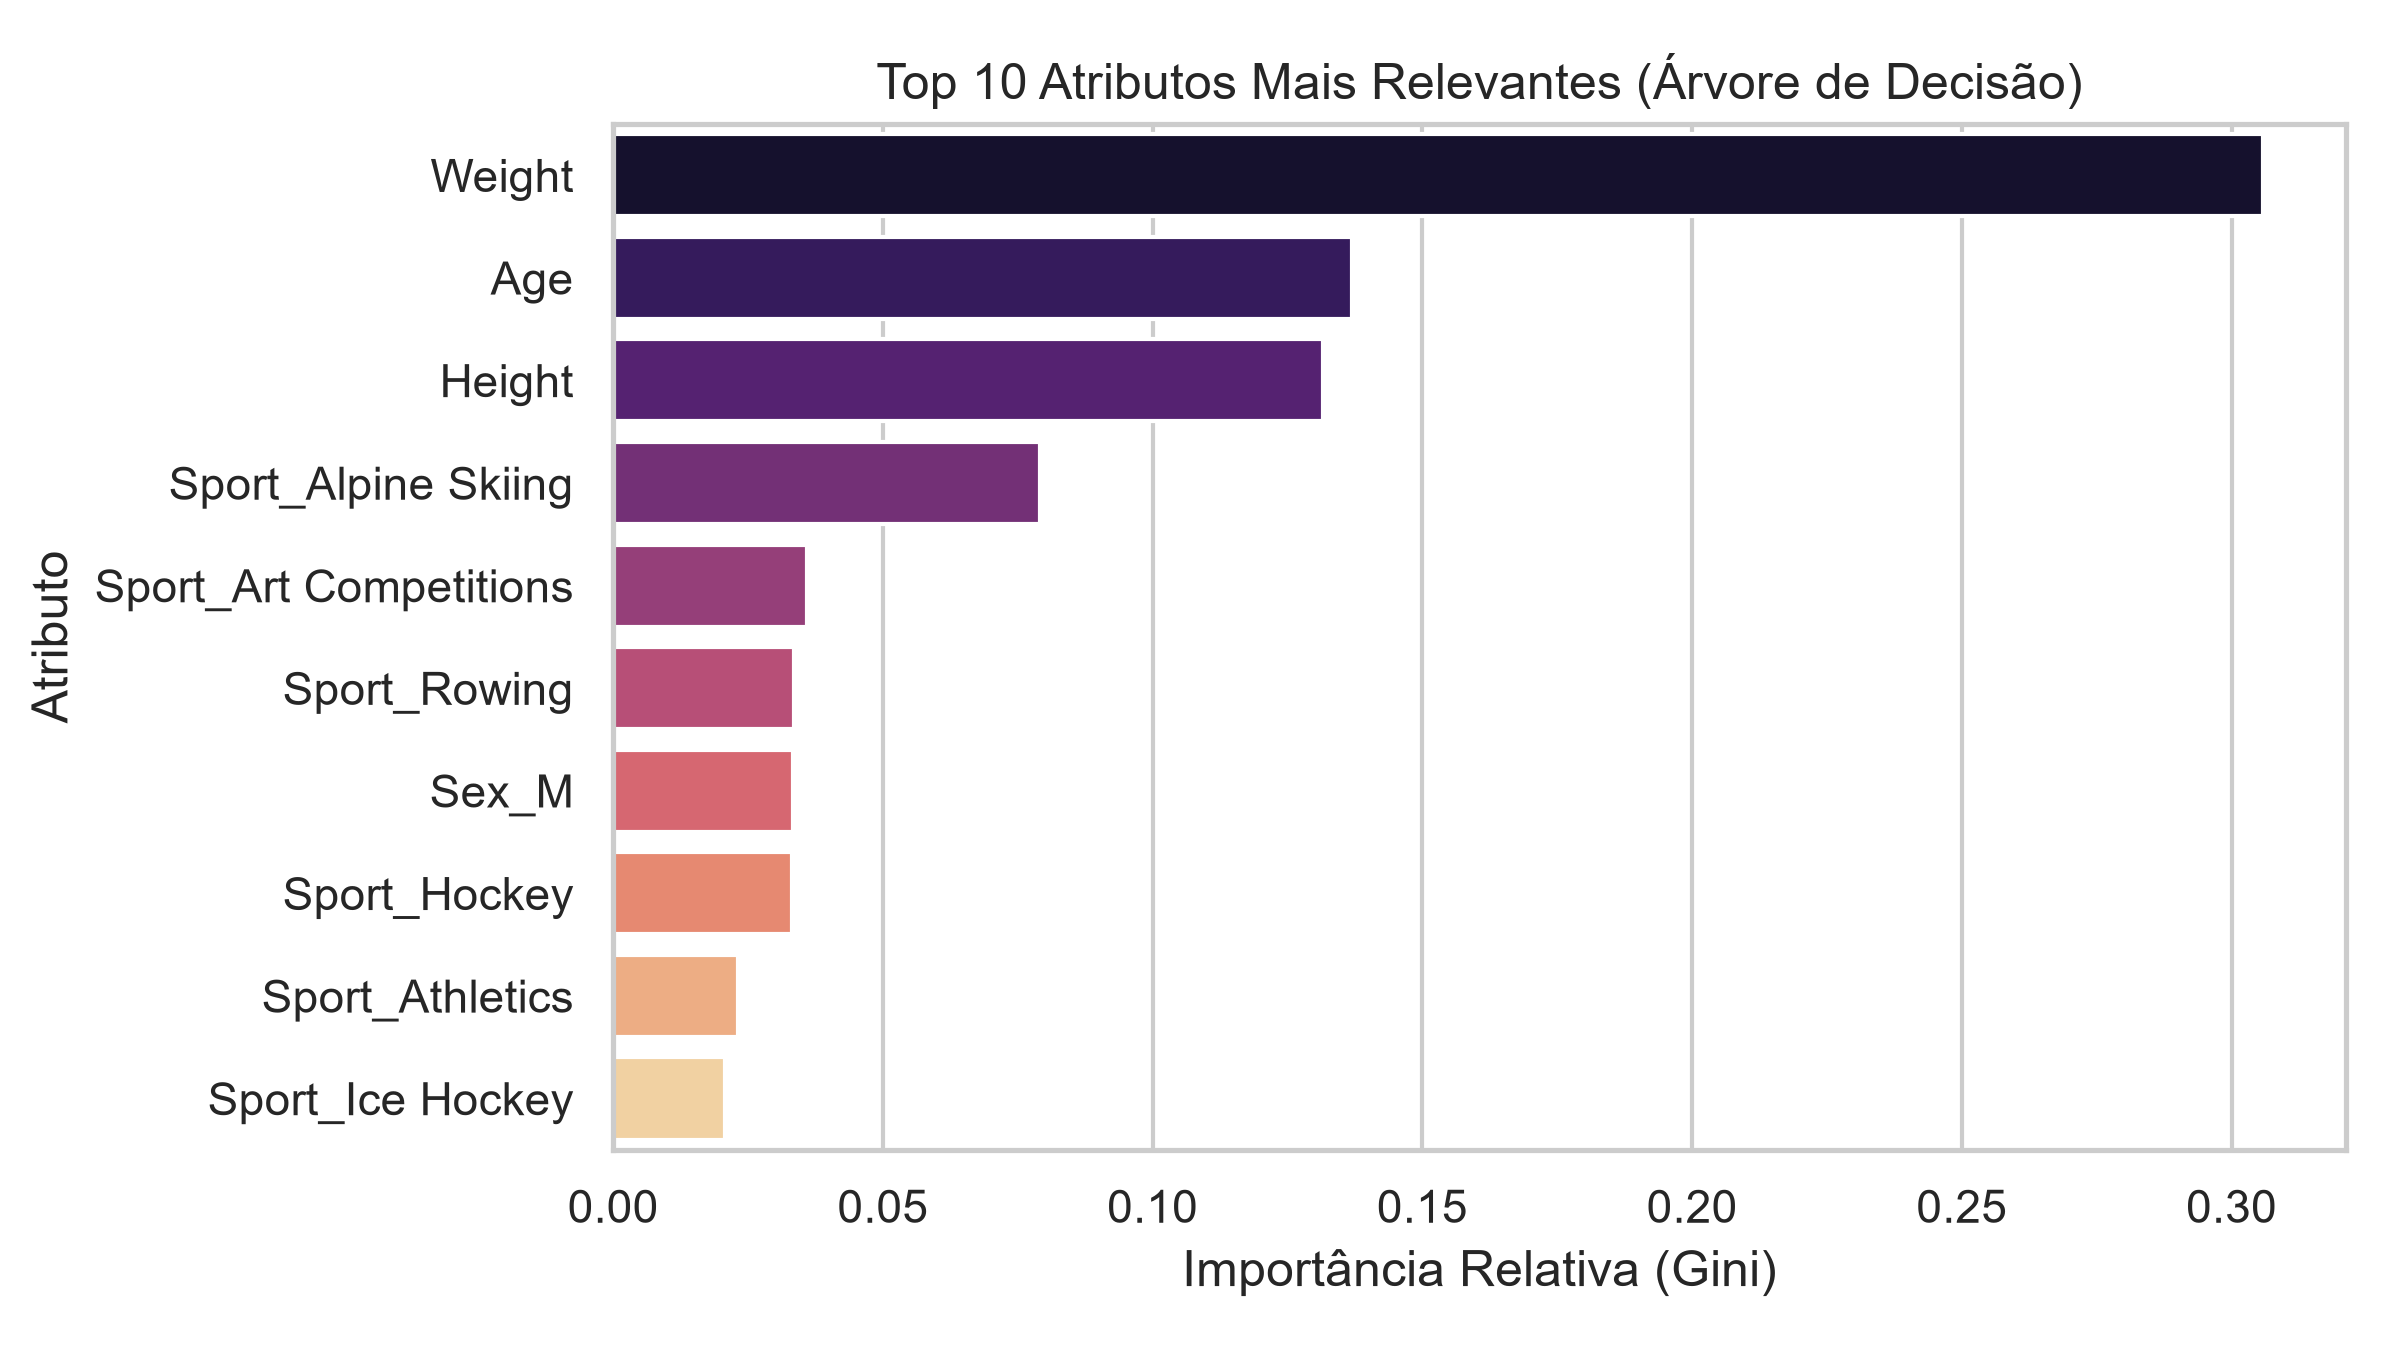 Top 10 Atributos Mais Relevantes (Árvore de Decisão)
Weight
Age
Height
Sport_Alpine Skiing
Sport_Art Competitions
Sport_Rowing
Sex_M
Sport_Hockey
Sport_Athletics
Sport_Ice Hockey
Atributo
0.00 0.05 0.10 0.15 0.20 0.25 0.30
Importância Relativa (Gini)